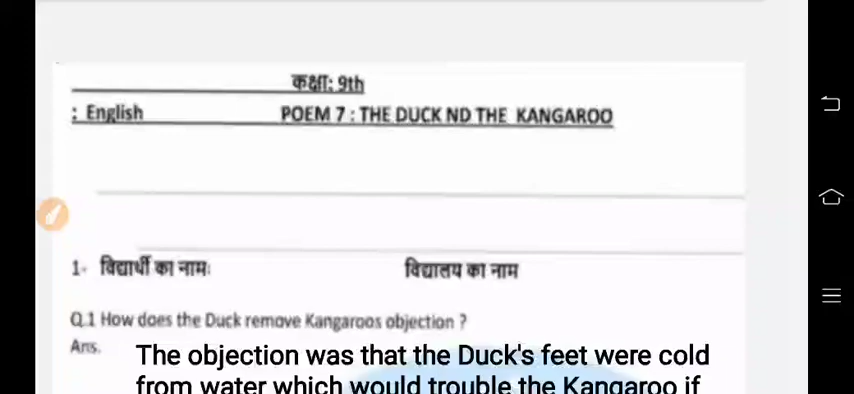 कक्षा: 9th
: English POEM 7 : THE DUCK ND THE KANGAROO
1- विद्यार्थी का नामः विद्यालय का नाम
Q.1 How does the Duck remove Kangaroos objection ?
Ans. The objection was that the Duck's feet were cold
from water which would trouble the Kangaroo if